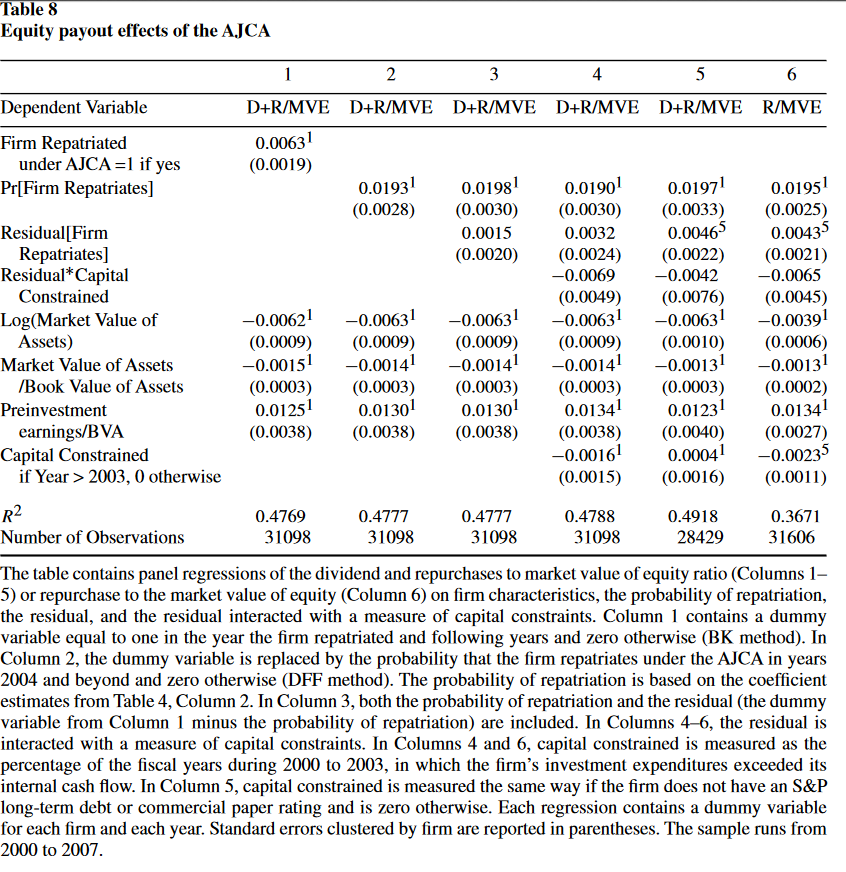 Table 8
Equity payout effects of the AJCA
1 2 3 4 5 6
Dependent Variable D+R/MVE D+R/MVE D+R/MVE D+R/MVE D+R/MVE R/MVE
Firm Repatriated 0.0063¹
under AJCA =1 if yes (0.0019)
Pr[Firm Repatriates] 0.0193¹ 0.0198¹ 0.0190¹ 0.0197¹ 0.0195¹
(0.0028) (0.0030) (0.0030) (0.0033) (0.0025)
Residual[Firm 0.0015 0.0032 0.0046⁵ 0.0043⁵
Repatriates] (0.0020) (0.0024) (0.0022) (0.0021)
Residual*Capital −0.0069 −0.0042 −0.0065
Constrained (0.0049) (0.0076) (0.0045)
Log(Market Value of −0.0062¹ −0.0063¹ −0.0063¹ −0.0063¹ −0.0063¹ −0.0039¹
Assets) (0.0009) (0.0009) (0.0009) (0.0009) (0.0010) (0.0006)
Market Value of Assets −0.0015¹ −0.0014¹ −0.0014¹ −0.0014¹ −0.0013¹ −0.0013¹
/Book Value of Assets (0.0003) (0.0003) (0.0003) (0.0003) (0.0003) (0.0002)
Preinvestment 0.0125¹ 0.0130¹ 0.0130¹ 0.0134¹ 0.0123¹ 0.0134¹
earnings/BVA (0.0038) (0.0038) (0.0038) (0.0038) (0.0040) (0.0027)
Capital Constrained −0.0016¹ 0.0004¹ −0.0023⁵
if Year > 2003, 0 otherwise (0.0015) (0.0016) (0.0011)
R² 0.4769 0.4777 0.4777 0.4788 0.4918 0.3671
Number of Observations 31098 31098 31098 31098 28429 31606
The table contains panel regressions of the dividend and repurchases to market value of equity ratio (Columns 1–
5) or repurchase to the market value of equity (Column 6) on firm characteristics, the probability of repatriation,
the residual, and the residual interacted with a measure of capital constraints. Column 1 contains a dummy
variable equal to one in the year the firm repatriated and following years and zero otherwise (BK method). In
Column 2, the dummy variable is replaced by the probability that the firm repatriates under the AJCA in years
2004 and beyond and zero otherwise (DFF method). The probability of repatriation is based on the coefficient
estimates from Table 4, Column 2. In Column 3, both the probability of repatriation and the residual (the dummy
variable from Column 1 minus the probability of repatriation) are included. In Columns 4–6, the residual is
interacted with a measure of capital constraints. In Columns 4 and 6, capital constrained is measured as the
percentage of the fiscal years during 2000 to 2003, in which the firm's investment expenditures exceeded its
internal cash flow. In Column 5, capital constrained is measured the same way if the firm does not have an S&P
long-term debt or commercial paper rating and is zero otherwise. Each regression contains a dummy variable
for each firm and each year. Standard errors clustered by firm are reported in parentheses. The sample runs from
2000 to 2007.